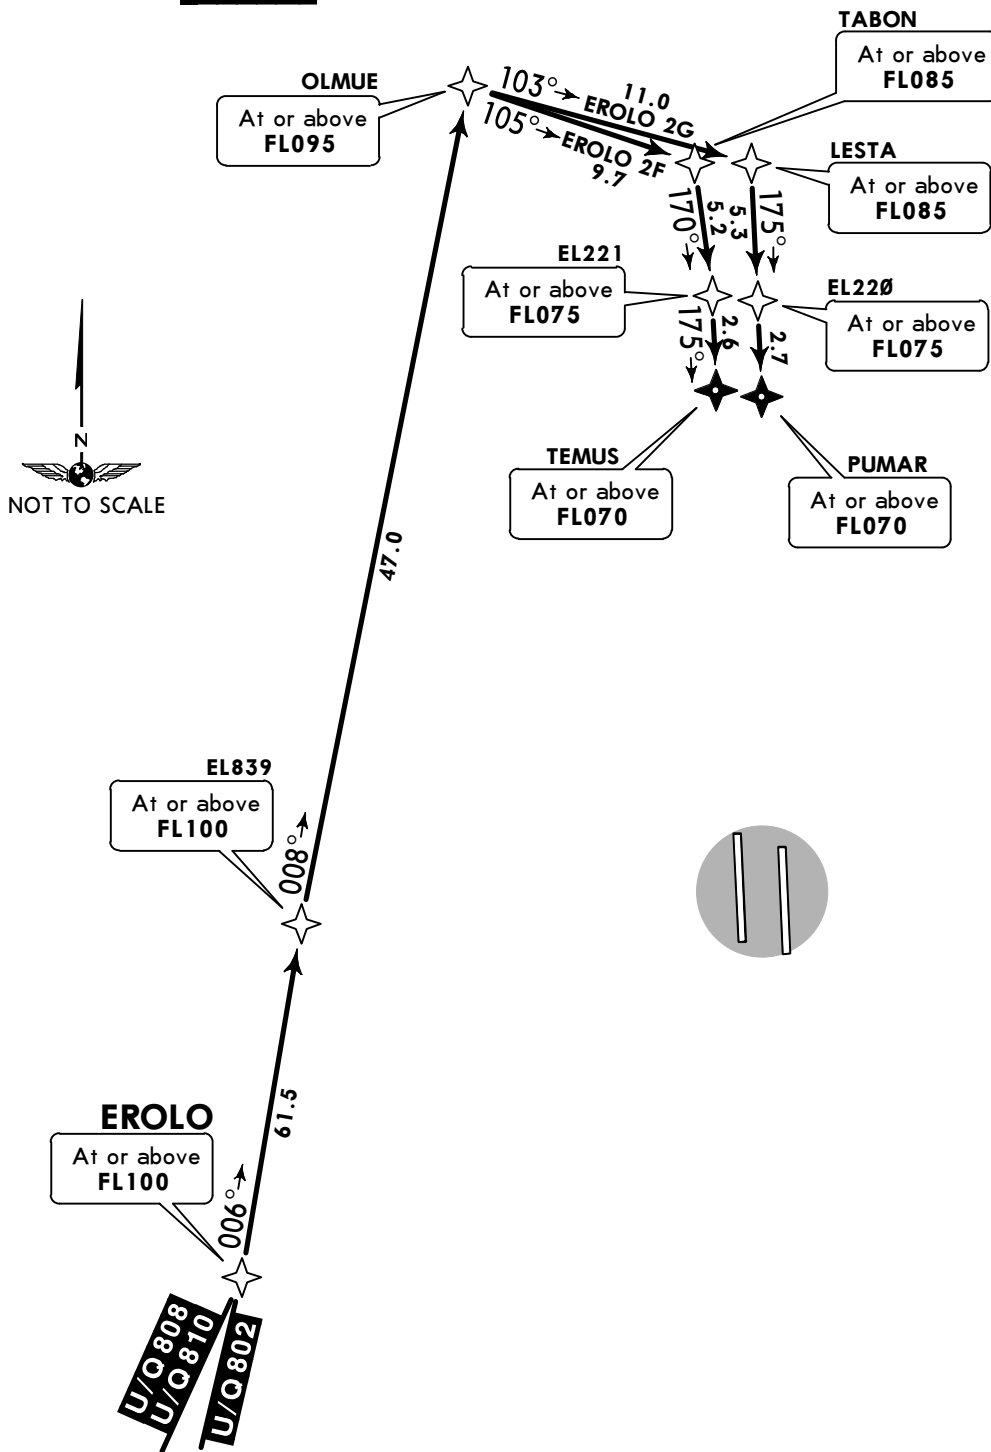 TABON
At or above
FL085
OLMUE
At or above
FL095
103°
11.0
EROLO 2G
105°
EROLO 2F
9.7
LESTA
At or above
FL085
170°
5.2
5.3
175°
EL221
At or above
FL075
EL22Ø
At or above
FL075
175°
2.6
2.7
TEMUS
At or above
FL070
PUMAR
At or above
FL070
N
NOT TO SCALE
47.0
EL839
At or above
FL100
008°
61.5
EROLO
At or above
FL100
006°
U/Q 808
U/Q 810
U/Q 802